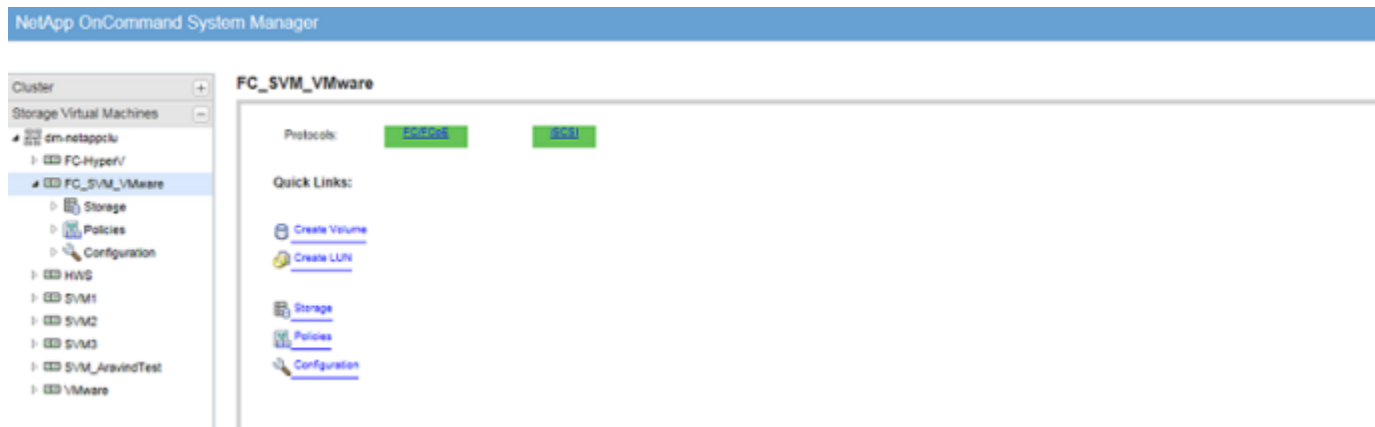 NetApp OnCommand System Manager
Cluster
Storage Virtual Machines
dm-netappclu
FC-HyperV
FC_SVM_VMware
Storage
Policies
Configuration
HWS
SVM1
SVM2
SVM3
SVM_AravindTest
VMware
FC_SVM_VMware
Protocols: FC/FCoE iSCSI
Quick Links:
Create Volume
Create LUN
Storage
Policies
Configuration